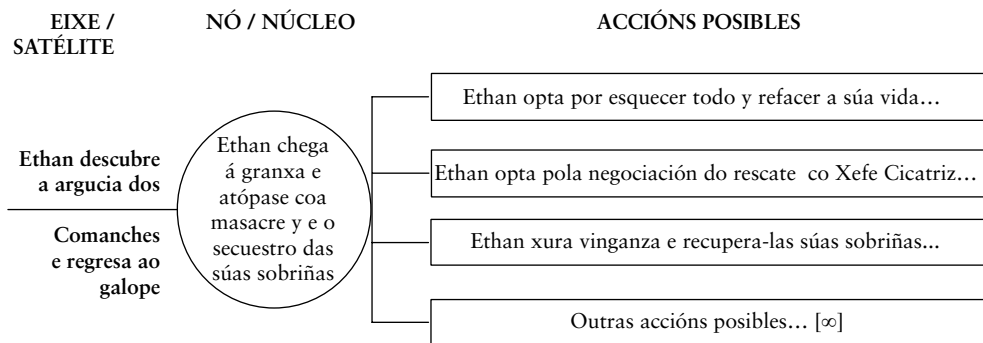 EIXE /
SATÉLITE
NÓ / NÚCLEO
ACCIÓNS POSIBLES
Ethan descubre
a argucia dos
Comanches
e regresa ao
galope
Ethan chega
á granxa e
atópase coa
masacre y e o
secuestro das
súas sobriñas
Ethan opta por esquecer todo y refacer a súa vida…
Ethan opta pola negociación do rescate co Xefe Cicatriz…
Ethan xura vinganza e recupera-las súas sobriñas...
Outras accións posibles… [∞]